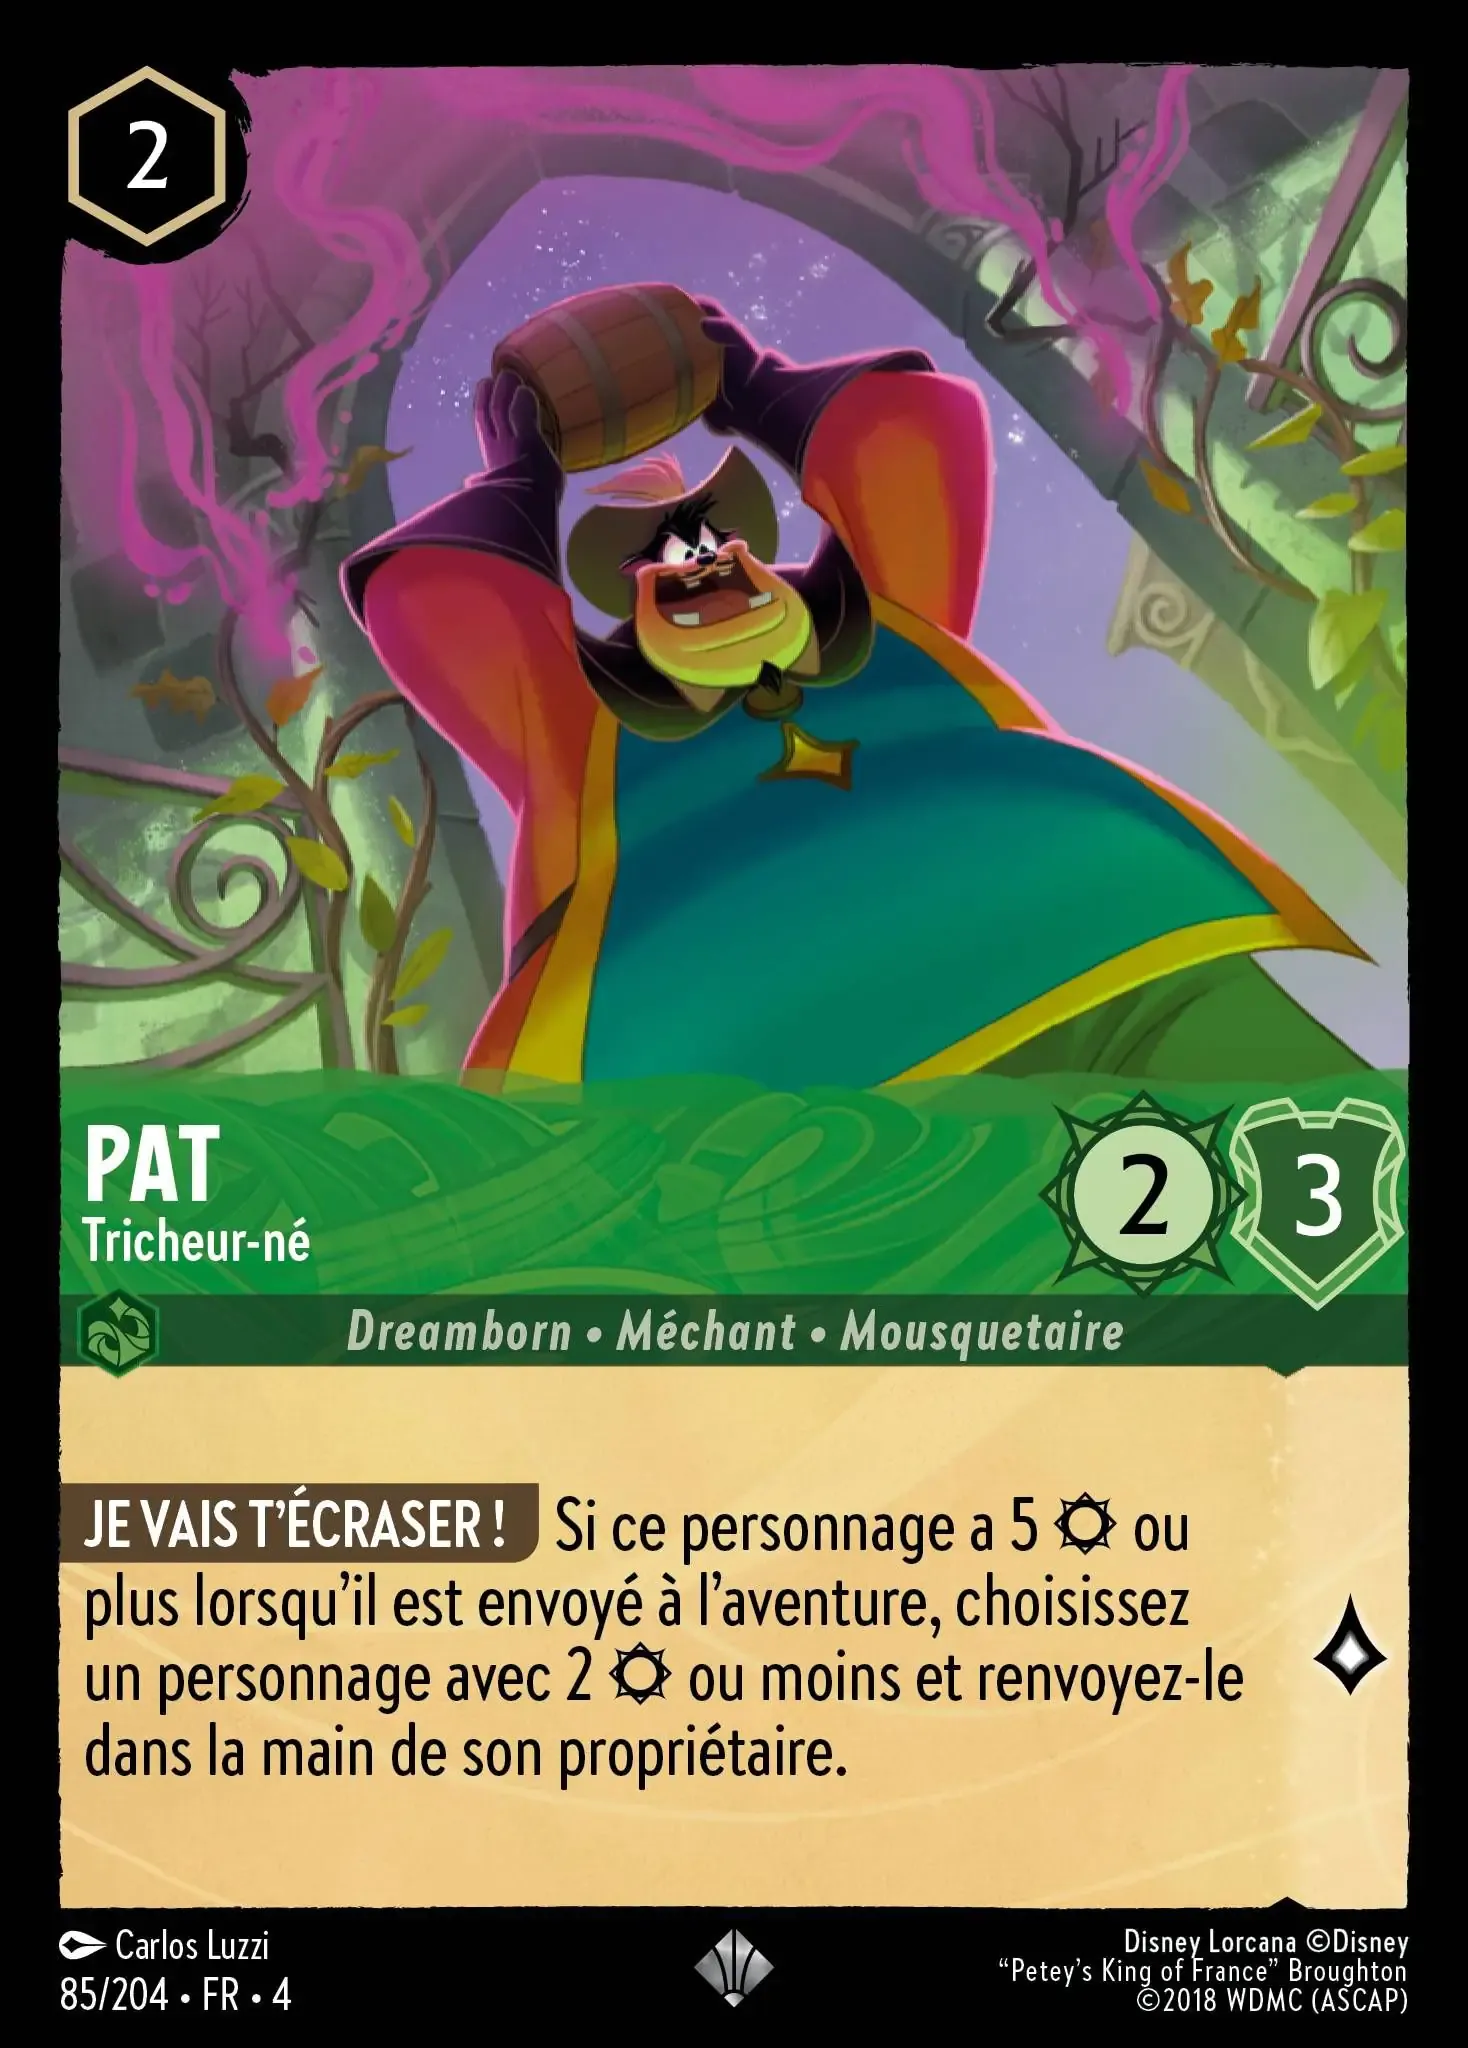 2
PAT
Tricheur-né
2
3
Dreamborn • Méchant • Mousquetaire
JE VAIS T’ÉCRASER ! Si ce personnage a 5 ou
plus lorsqu’il est envoyé à l’aventure, choisissez
un personnage avec 2 ou moins et renvoyez-le
dans la main de son propriétaire.
Carlos Luzzi
85/204 • FR • 4
Disney Lorcana ©Disney
“Petey’s King of France” Broughton
©2018 WDMC (ASCAP)